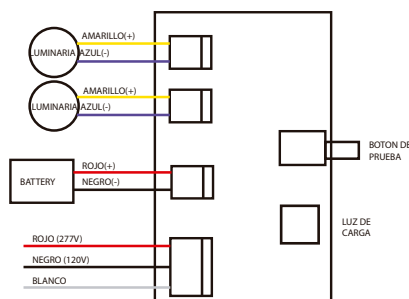 AMARILLO(+)
LUMINARIA AZUL(-)
AMARILLO(+)
LUMINARIA AZUL(-)
ROJO(+)
BATTERY
NEGRO(-)
BOTON DE
PRUEBA
LUZ DE
CARGA
ROJO (277V)
NEGRO (120V)
BLANCO